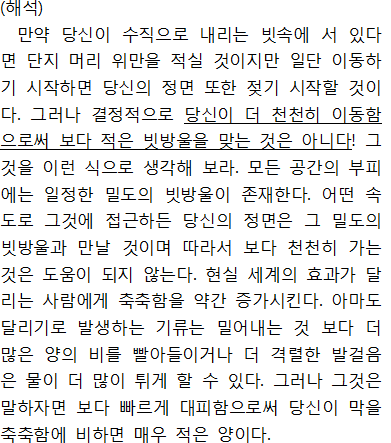 (해석)
만약 당신이 수직으로 내리는 빗속에 서 있다
면 단지 머리 위만을 적실 것이지만 일단 이동하
기 시작하면 당신의 정면 또한 젖기 시작할 것이
다. 그러나 결정적으로 당신이 더 천천히 이동함
으로써 보다 적은 빗방울을 맞는 것은 아니다! 그
것을 이런 식으로 생각해 보라. 모든 공간의 부피
에는 일정한 밀도의 빗방울이 존재한다. 어떤 속
도로 그것에 접근하든 당신의 정면은 그 밀도의
빗방울과 만날 것이며 따라서 보다 천천히 가는
것은 도움이 되지 않는다. 현실 세계의 효과가 달
리는 사람에게 축축함을 약간 증가시킨다. 아마도
달리기로 발생하는 기류는 밀어내는 것 보다 더
많은 양의 비를 빨아들이거나 더 격렬한 발걸음
은 물이 더 많이 튀게 할 수 있다. 그러나 그것은
말하자면 보다 빠르게 대피함으로써 당신이 막을
축축함에 비하면 매우 적은 양이다.